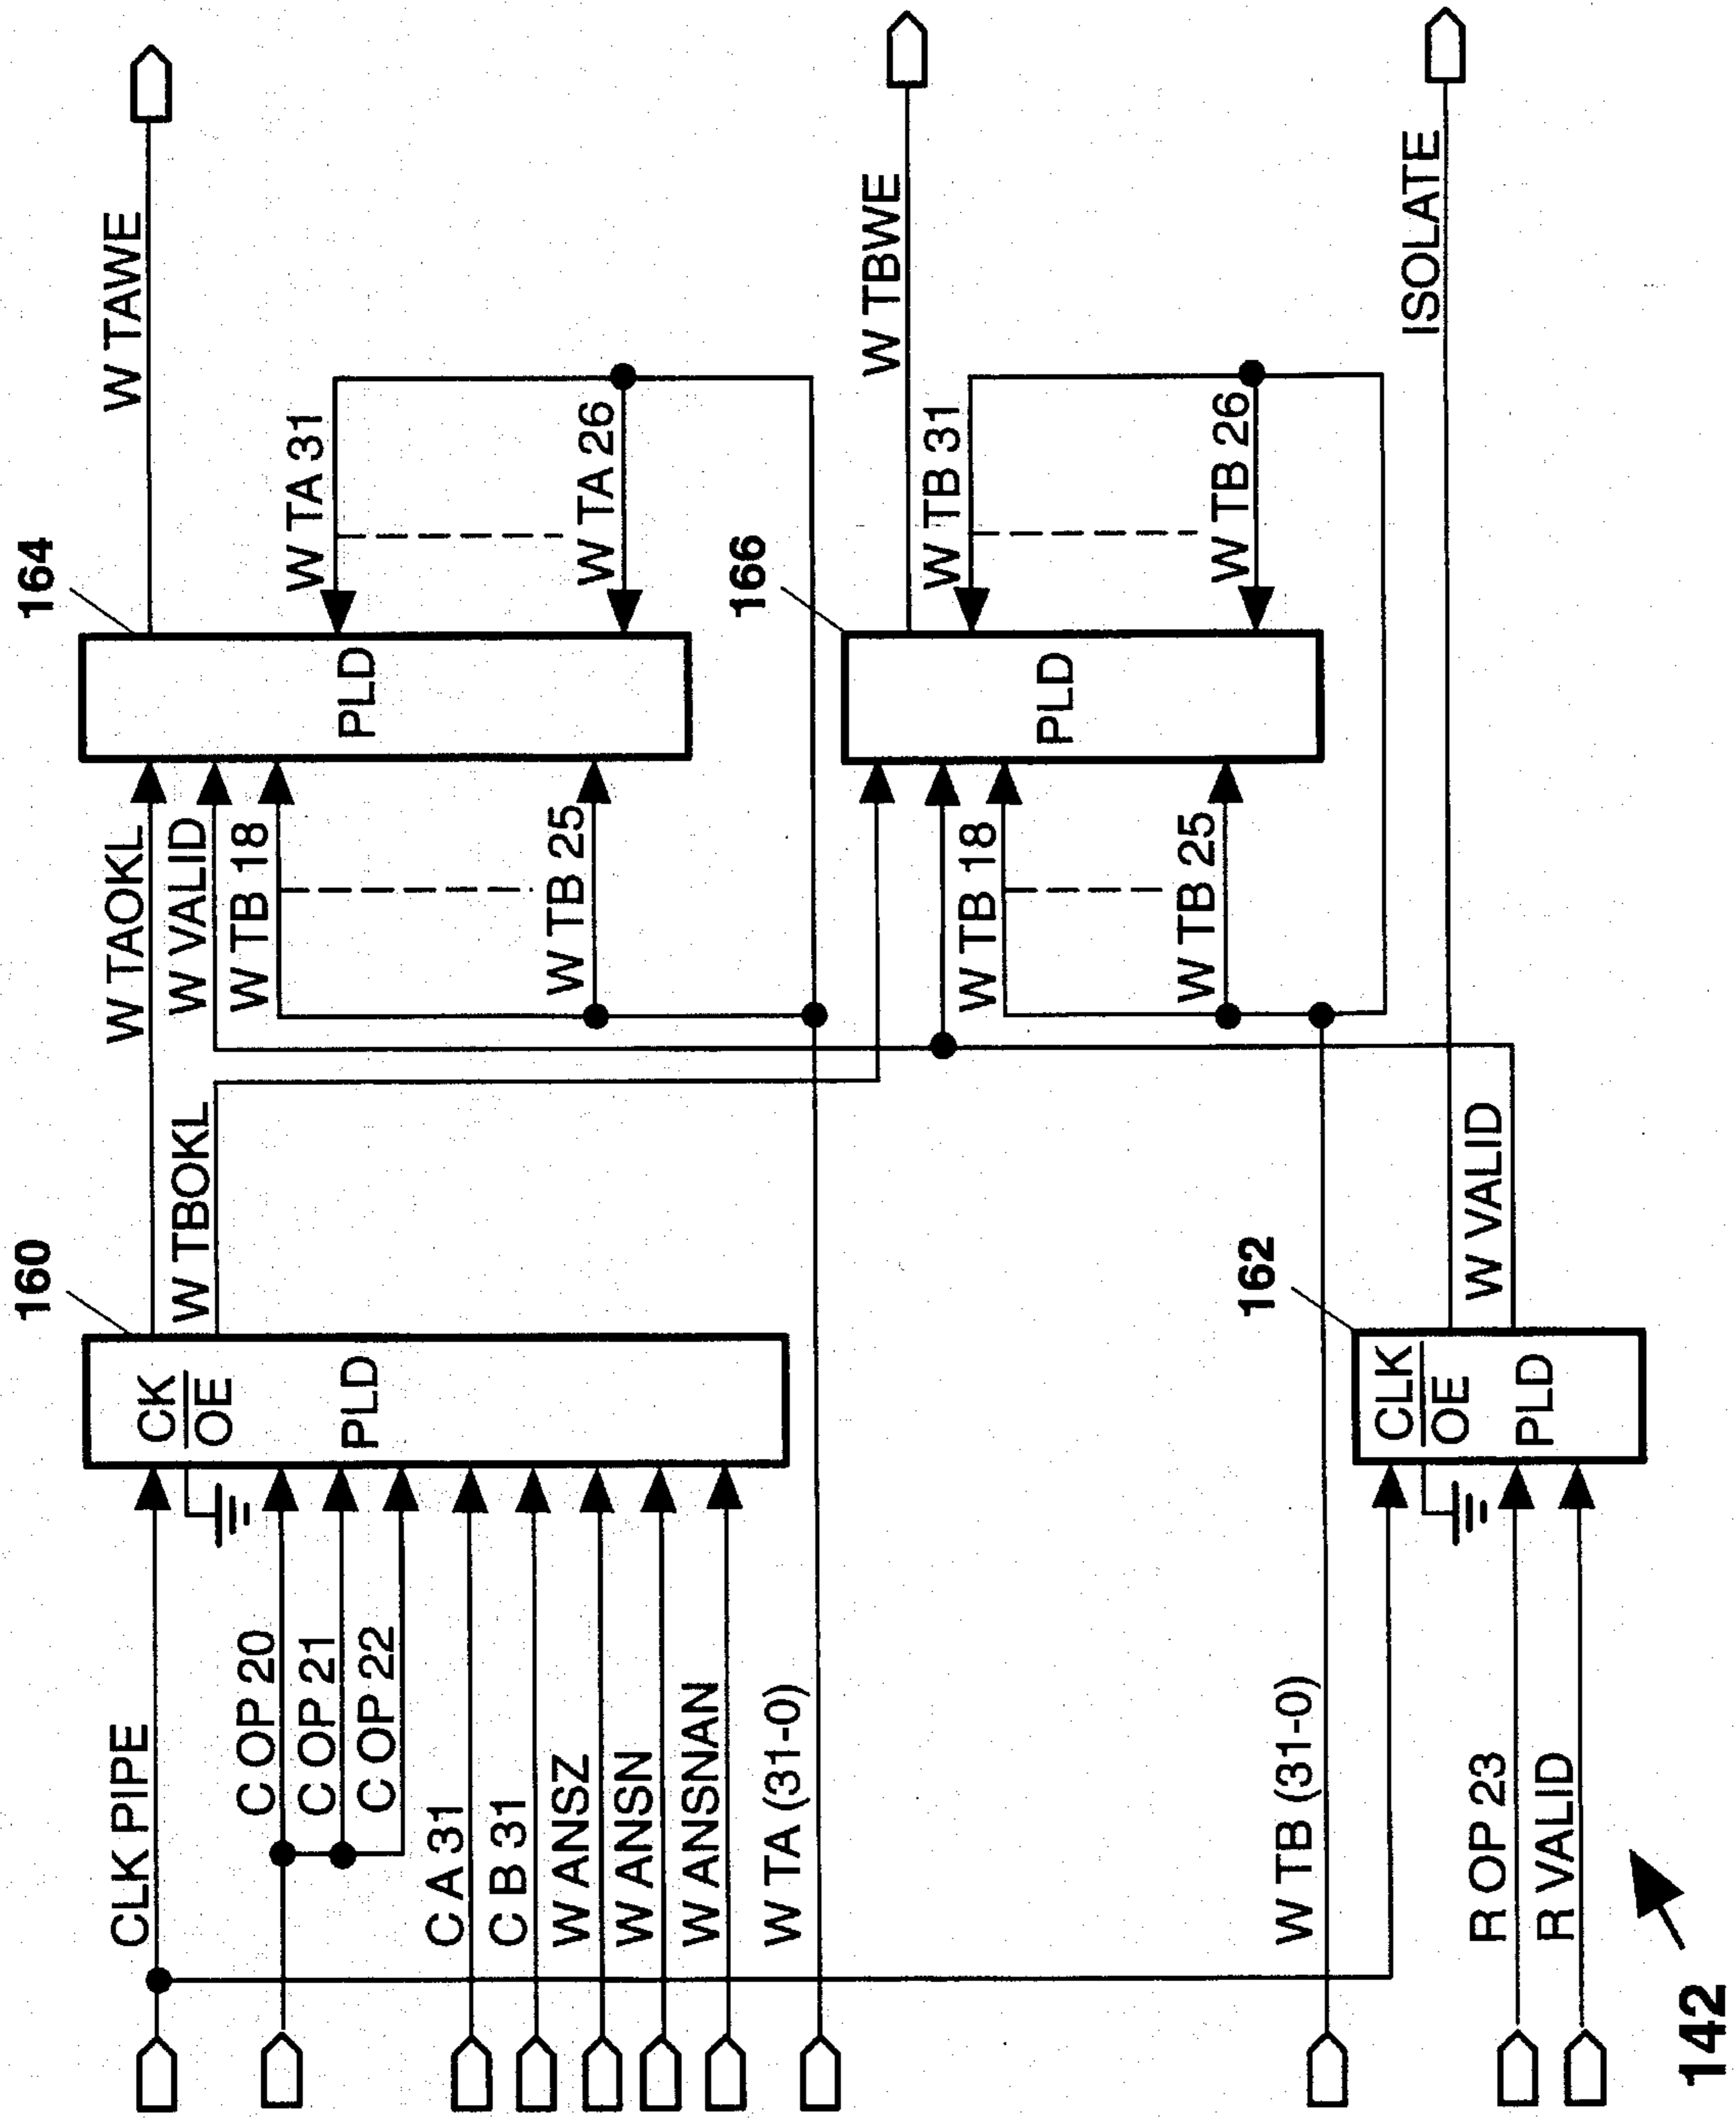 160
164
CLK PIPE
CK
OE
PLD
W TAOKL
W TBOKL
W VALID
W TB 18
W TB 25
PLD
W TAWE
W TA 31
W TA 26
C OP 20
C OP 21
C OP 22
C A 31
C B 31
W ANSZ
W ANSN
W ANSNAN
W TA (31-0)
166
W TB 18
W TB 25
PLD
W TBWE
W TB 31
W TB 26
W TB (31-0)
162
CLK
OE
PLD
ISOLATE
W VALID
R OP 23
R VALID
142